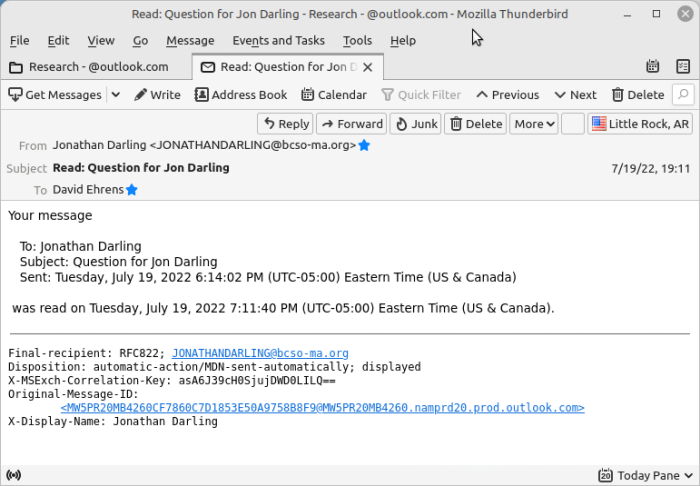 Read: Question for Jon Darling - Research - @outlook.com - Mozilla Thunderbird
File Edit View Go Message Events and Tasks Tools Help
Research - @outlook.com Read: Question for Jon D
Get Messages Write Address Book Calendar Quick Filter Previous Next Delete
Reply Forward Junk Delete More Little Rock, AR
From Jonathan Darling <JONATHANDARLING@bcso-ma.org>
Subject Read: Question for Jon Darling 7/19/22, 19:11
To David Ehrens
Your message
To: Jonathan Darling
Subject: Question for Jon Darling
Sent: Tuesday, July 19, 2022 6:14:02 PM (UTC-05:00) Eastern Time (US & Canada)
was read on Tuesday, July 19, 2022 7:11:40 PM (UTC-05:00) Eastern Time (US & Canada).
Final-recipient: RFC822; JONATHANDARLING@bcso-ma.org
Disposition: automatic-action/MDN-sent-automatically; displayed
X-MSExch-Correlation-Key: asA6J39cH0SjujDWD0LILQ==
Original-Message-ID:
<MW5PR20MB4260CF7860C7D1853E50A9758B8F9@MW5PR20MB4260.namprd20.prod.outlook.com>
X-Display-Name: Jonathan Darling
20 Today Pane